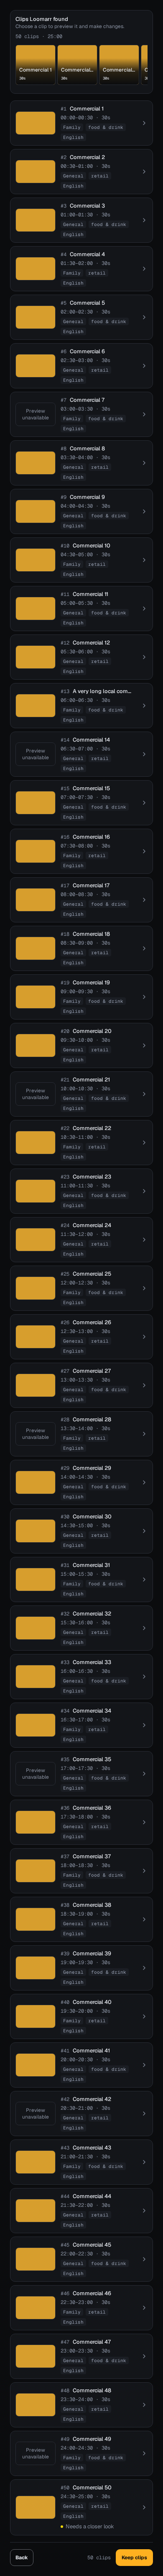 Clips Loomarr found
Choose a clip to preview it and make changes.
50 clips · 25:00
Commercial 1
Commercial…
Commercial…
30s
30s
30s
#1 Commercial 1
00:00-00:30 · 30s
Family food & drink
English
#2 Commercial 2
00:30-01:00 · 30s
General retail
English
#3 Commercial 3
01:00-01:30 · 30s
General food & drink
English
#4 Commercial 4
01:30-02:00 · 30s
Family retail
English
#5 Commercial 5
02:00-02:30 · 30s
General food & drink
English
#6 Commercial 6
02:30-03:00 · 30s
General retail
English
Preview unavailable
#7 Commercial 7
03:00-03:30 · 30s
Family food & drink
English
#8 Commercial 8
03:30-04:00 · 30s
General retail
English
#9 Commercial 9
04:00-04:30 · 30s
General food & drink
English
#10 Commercial 10
04:30-05:00 · 30s
Family retail
English
#11 Commercial 11
05:00-05:30 · 30s
General food & drink
English
#12 Commercial 12
05:30-06:00 · 30s
General retail
English
#13 A very long local com…
06:00-06:30 · 30s
Family food & drink
English
Preview unavailable
#14 Commercial 14
06:30-07:00 · 30s
General retail
English
#15 Commercial 15
07:00-07:30 · 30s
General food & drink
English
#16 Commercial 16
07:30-08:00 · 30s
Family retail
English
#17 Commercial 17
08:00-08:30 · 30s
General food & drink
English
#18 Commercial 18
08:30-09:00 · 30s
General retail
English
#19 Commercial 19
09:00-09:30 · 30s
Family food & drink
English
#20 Commercial 20
09:30-10:00 · 30s
General retail
English
Preview unavailable
#21 Commercial 21
10:00-10:30 · 30s
General food & drink
English
#22 Commercial 22
10:30-11:00 · 30s
Family retail
English
#23 Commercial 23
11:00-11:30 · 30s
General food & drink
English
#24 Commercial 24
11:30-12:00 · 30s
General retail
English
#25 Commercial 25
12:00-12:30 · 30s
Family food & drink
English
#26 Commercial 26
12:30-13:00 · 30s
General retail
English
#27 Commercial 27
13:00-13:30 · 30s
General food & drink
English
Preview unavailable
#28 Commercial 28
13:30-14:00 · 30s
Family retail
English
#29 Commercial 29
14:00-14:30 · 30s
General food & drink
English
#30 Commercial 30
14:30-15:00 · 30s
General retail
English
#31 Commercial 31
15:00-15:30 · 30s
Family food & drink
English
#32 Commercial 32
15:30-16:00 · 30s
General retail
English
#33 Commercial 33
16:00-16:30 · 30s
General food & drink
English
#34 Commercial 34
16:30-17:00 · 30s
Family retail
English
Preview unavailable
#35 Commercial 35
17:00-17:30 · 30s
General food & drink
English
#36 Commercial 36
17:30-18:00 · 30s
General retail
English
#37 Commercial 37
18:00-18:30 · 30s
Family food & drink
English
#38 Commercial 38
18:30-19:00 · 30s
General retail
English
#39 Commercial 39
19:00-19:30 · 30s
General food & drink
English
#40 Commercial 40
19:30-20:00 · 30s
Family retail
English
#41 Commercial 41
20:00-20:30 · 30s
General food & drink
English
Preview unavailable
#42 Commercial 42
20:30-21:00 · 30s
General retail
English
#43 Commercial 43
21:00-21:30 · 30s
Family food & drink
English
#44 Commercial 44
21:30-22:00 · 30s
General retail
English
#45 Commercial 45
22:00-22:30 · 30s
General food & drink
English
#46 Commercial 46
22:30-23:00 · 30s
Family retail
English
#47 Commercial 47
23:00-23:30 · 30s
General food & drink
English
#48 Commercial 48
23:30-24:00 · 30s
General retail
English
Preview unavailable
#49 Commercial 49
24:00-24:30 · 30s
Family food & drink
English
#50 Commercial 50
24:30-25:00 · 30s
General retail
English
Needs a closer look
Back
50 clips
Keep clips